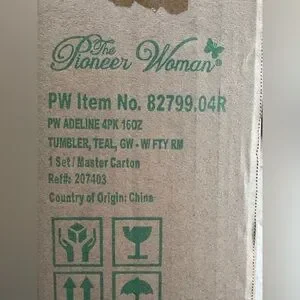 The
Pioneer Woman®
PW Item No. 82799.04R
PW ADELINE 4PK 16OZ
TUMBLER, TEAL, GW - W/ FTY RM
1 Set / Master Carton
Ref#: 207403
Country of Origin: China